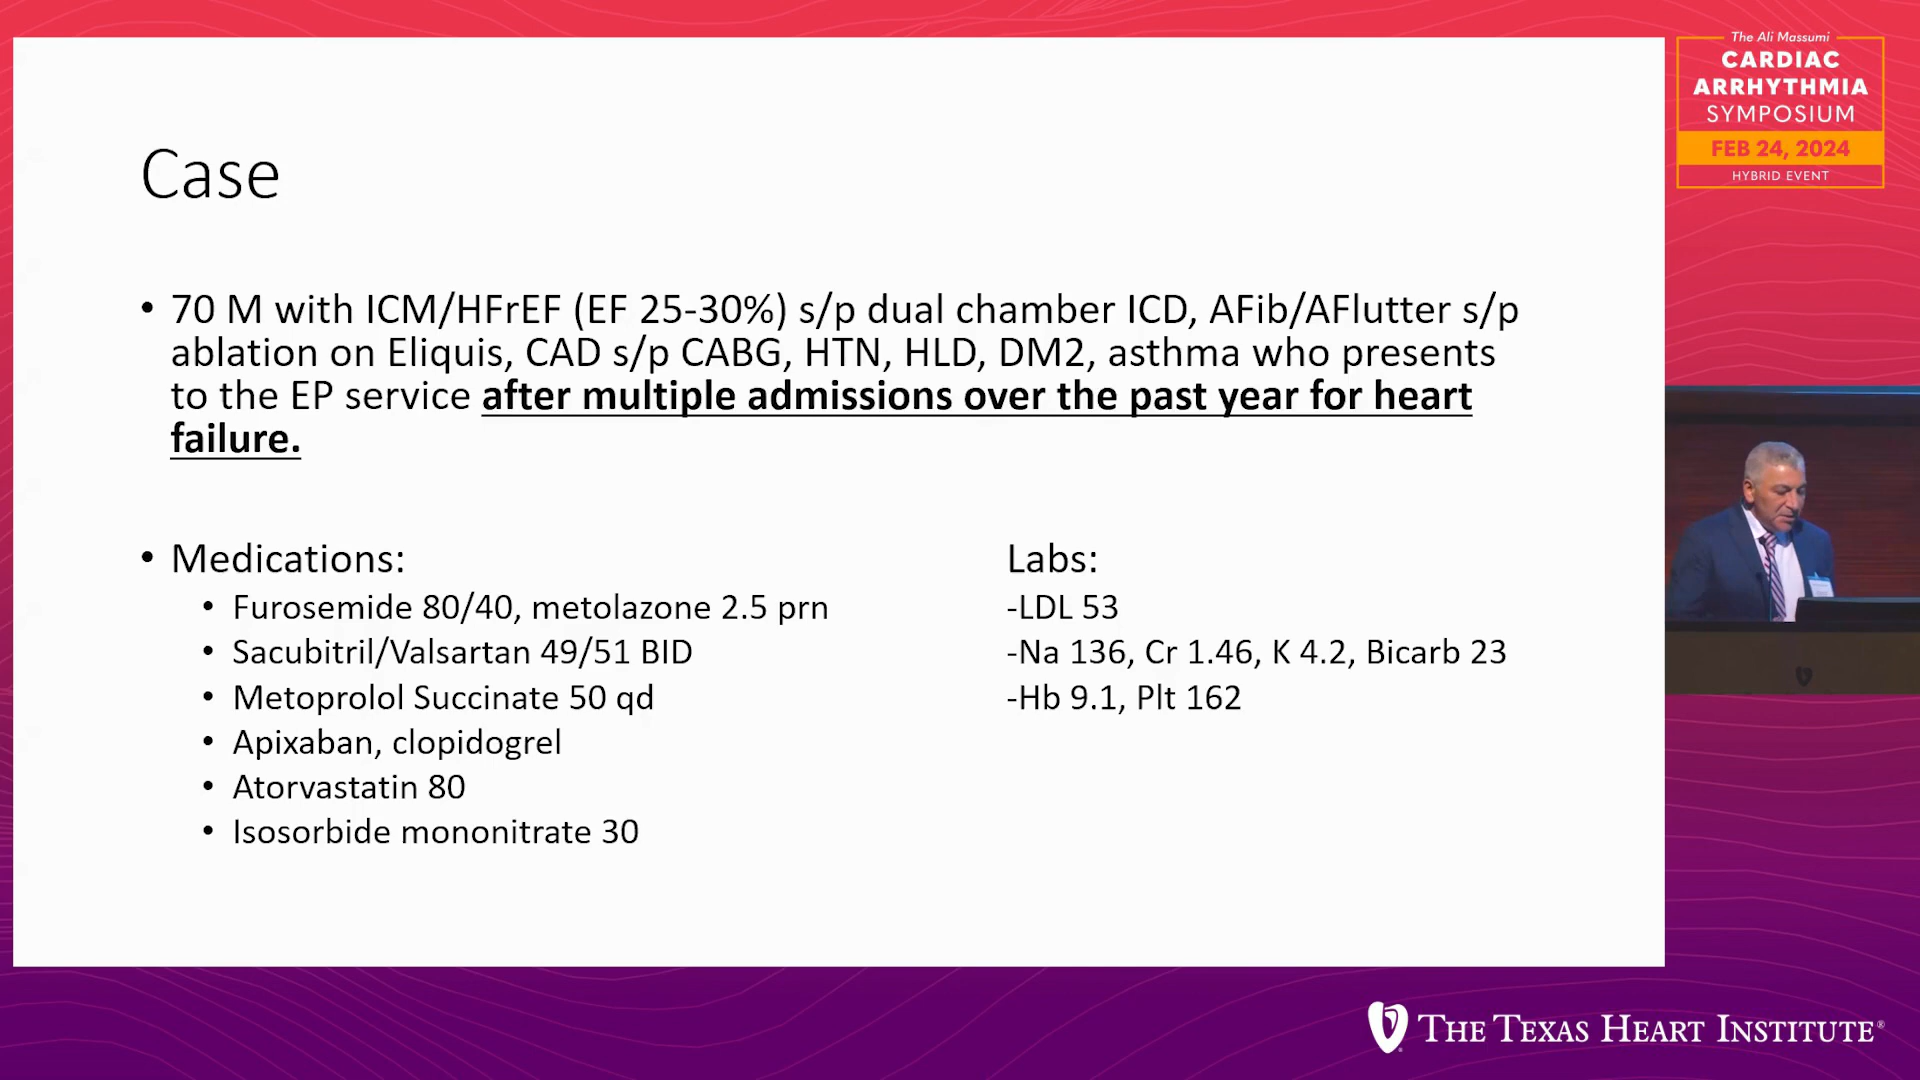 The Ali Massumi
CARDIAC
ARRHYTHMIA
SYMPOSIUM
FEB 24, 2024
HYBRID EVENT
Case
• 70 M with ICM/HFrEF (EF 25-30%) s/p dual chamber ICD, AFib/AFlutter s/p
ablation on Eliquis, CAD s/p CABG, HTN, HLD, DM2, asthma who presents
to the EP service after multiple admissions over the past year for heart
failure.
• Medications:
• Furosemide 80/40, metolazone 2.5 prn
• Sacubitril/Valsartan 49/51 BID
• Metoprolol Succinate 50 qd
• Apixaban, clopidogrel
• Atorvastatin 80
• Isosorbide mononitrate 30
Labs:
-LDL 53
-Na 136, Cr 1.46, K 4.2, Bicarb 23
-Hb 9.1, Plt 162
THE TEXAS HEART INSTITUTE®